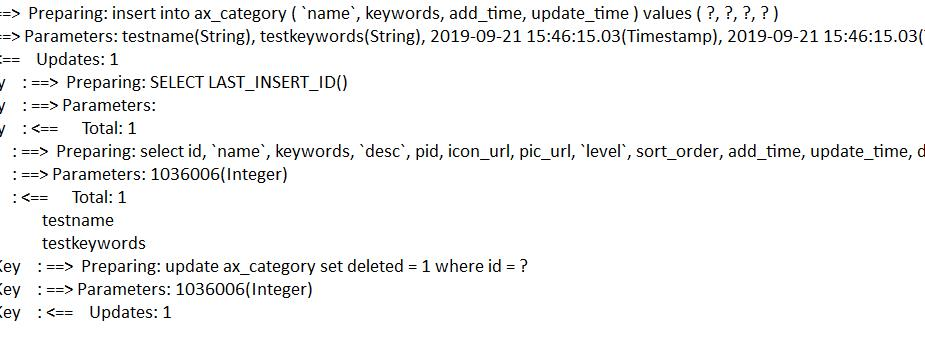 ==> Preparing: insert into ax_category ( `name`, keywords, add_time, update_time ) values ( ?, ?, ?, ? )
==> Parameters: testname(String), testkeywords(String), 2019-09-21 15:46:15.03(Timestamp), 2019-09-21 15:46:15.03(
<== Updates: 1
y : ==> Preparing: SELECT LAST_INSERT_ID()
y : ==> Parameters:
y : <== Total: 1
: ==> Preparing: select id, `name`, keywords, `desc`, pid, icon_url, pic_url, `level`, sort_order, add_time, update_time, d
: ==> Parameters: 1036006(Integer)
: <== Total: 1
testname
testkeywords
Key : ==> Preparing: update ax_category set deleted = 1 where id = ?
Key : ==> Parameters: 1036006(Integer)
Key : <== Updates: 1